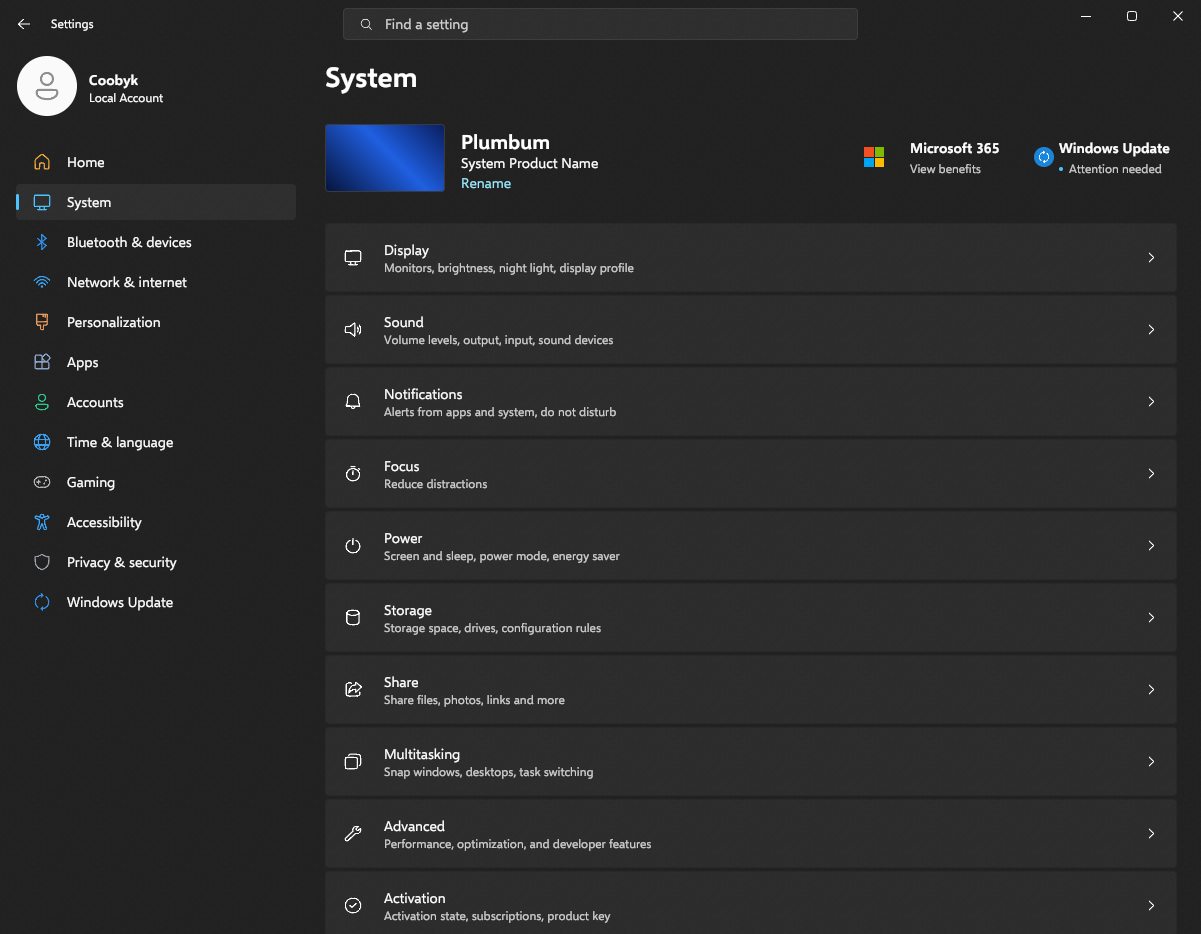 Settings
Find a setting
Coobyk
Local Account
Home
System
Bluetooth & devices
Network & internet
Personalization
Apps
Accounts
Time & language
Gaming
Accessibility
Privacy & security
Windows Update
System
Plumbum
System Product Name
Rename
Microsoft 365
View benefits
Windows Update
Attention needed
Display
Monitors, brightness, night light, display profile
Sound
Volume levels, output, input, sound devices
Notifications
Alerts from apps and system, do not disturb
Focus
Reduce distractions
Power
Screen and sleep, power mode, energy saver
Storage
Storage space, drives, configuration rules
Share
Share files, photos, links and more
Multitasking
Snap windows, desktops, task switching
Advanced
Performance, optimization, and developer features
Activation
Activation state, subscriptions, product key